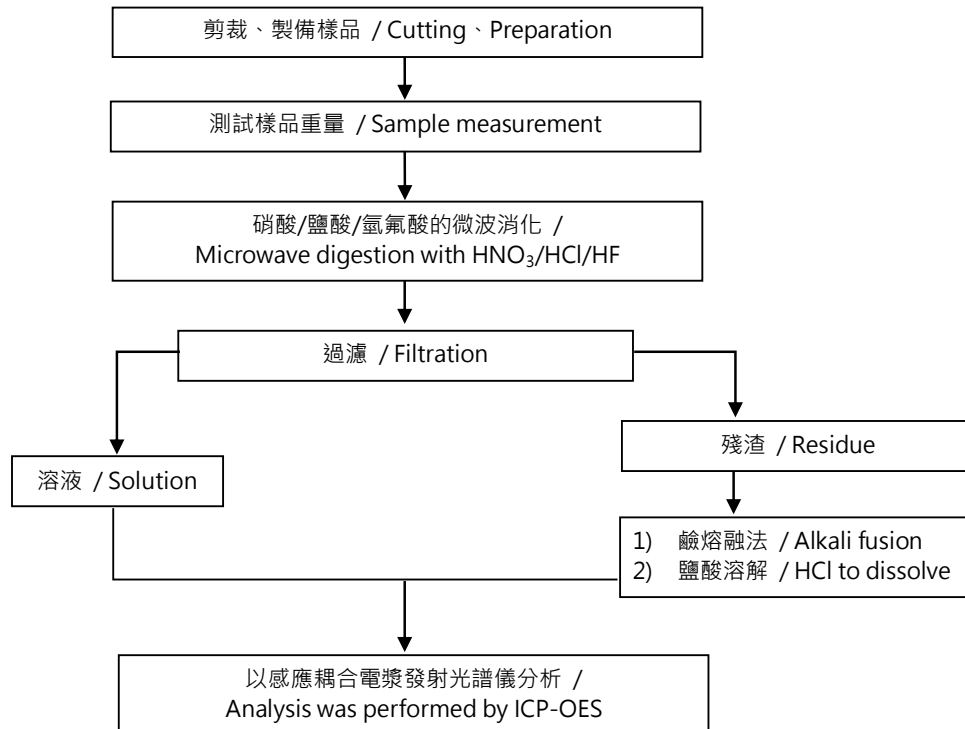 剪裁、製備樣品 / Cutting、Preparation
測試樣品重量 / Sample measurement
硝酸/鹽酸/氫氟酸的微波消化 /
Microwave digestion with HNO₃/HCl/HF
過濾 / Filtration
溶液 / Solution
殘渣 / Residue
1) 鹼熔融法 / Alkali fusion
2) 鹽酸溶解 / HCl to dissolve
以感應耦合電漿發射光譜儀分析 /
Analysis was performed by ICP-OES